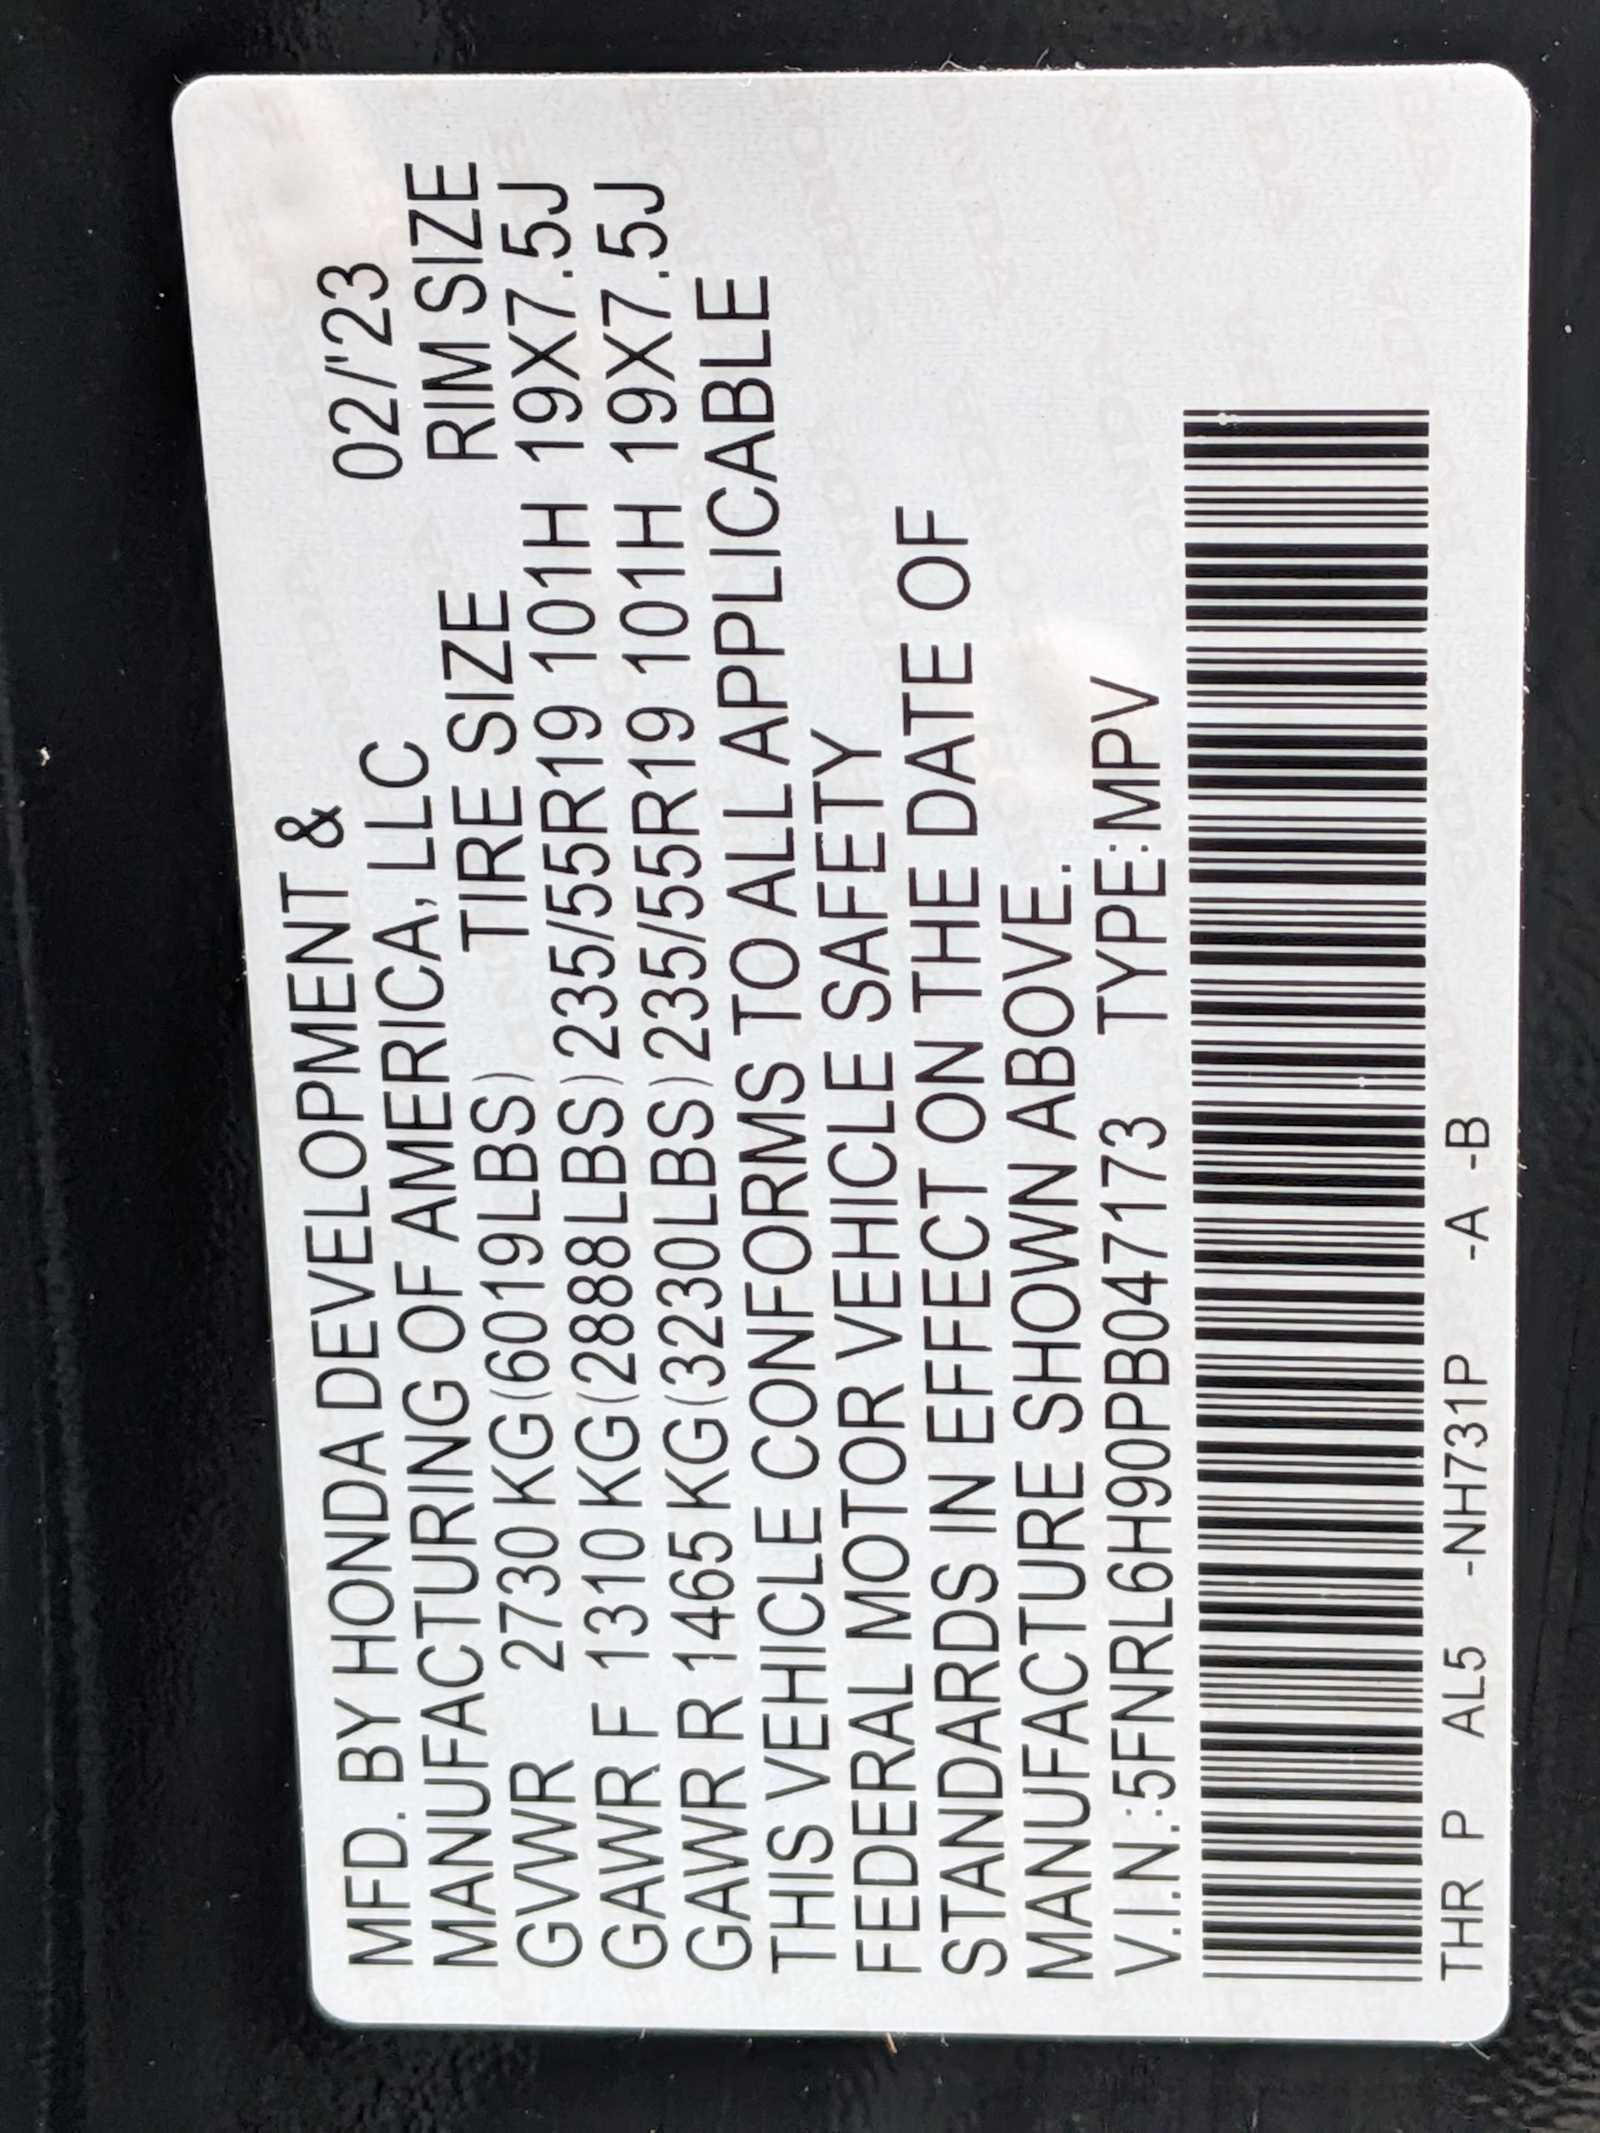 MFD. BY HONDA DEVELOPMENT & 02/'23
MANUFACTURING OF AMERICA, LLC
TIRE SIZE RIM SIZE
GVWR 2730 KG(6019LBS)
GAWR F 1310 KG(2888LBS) 235/55R19 101H 19X7.5J
GAWR R 1465 KG(3230LBS) 235/55R19 101H 19X7.5J
THIS VEHICLE CONFORMS TO ALL APPLICABLE
FEDERAL MOTOR VEHICLE SAFETY
STANDARDS IN EFFECT ON THE DATE OF
MANUFACTURE SHOWN ABOVE.
V.I.N.:5FNRL6H90PB047173 TYPE:MPV
THR P AL5 -NH731P -A -B